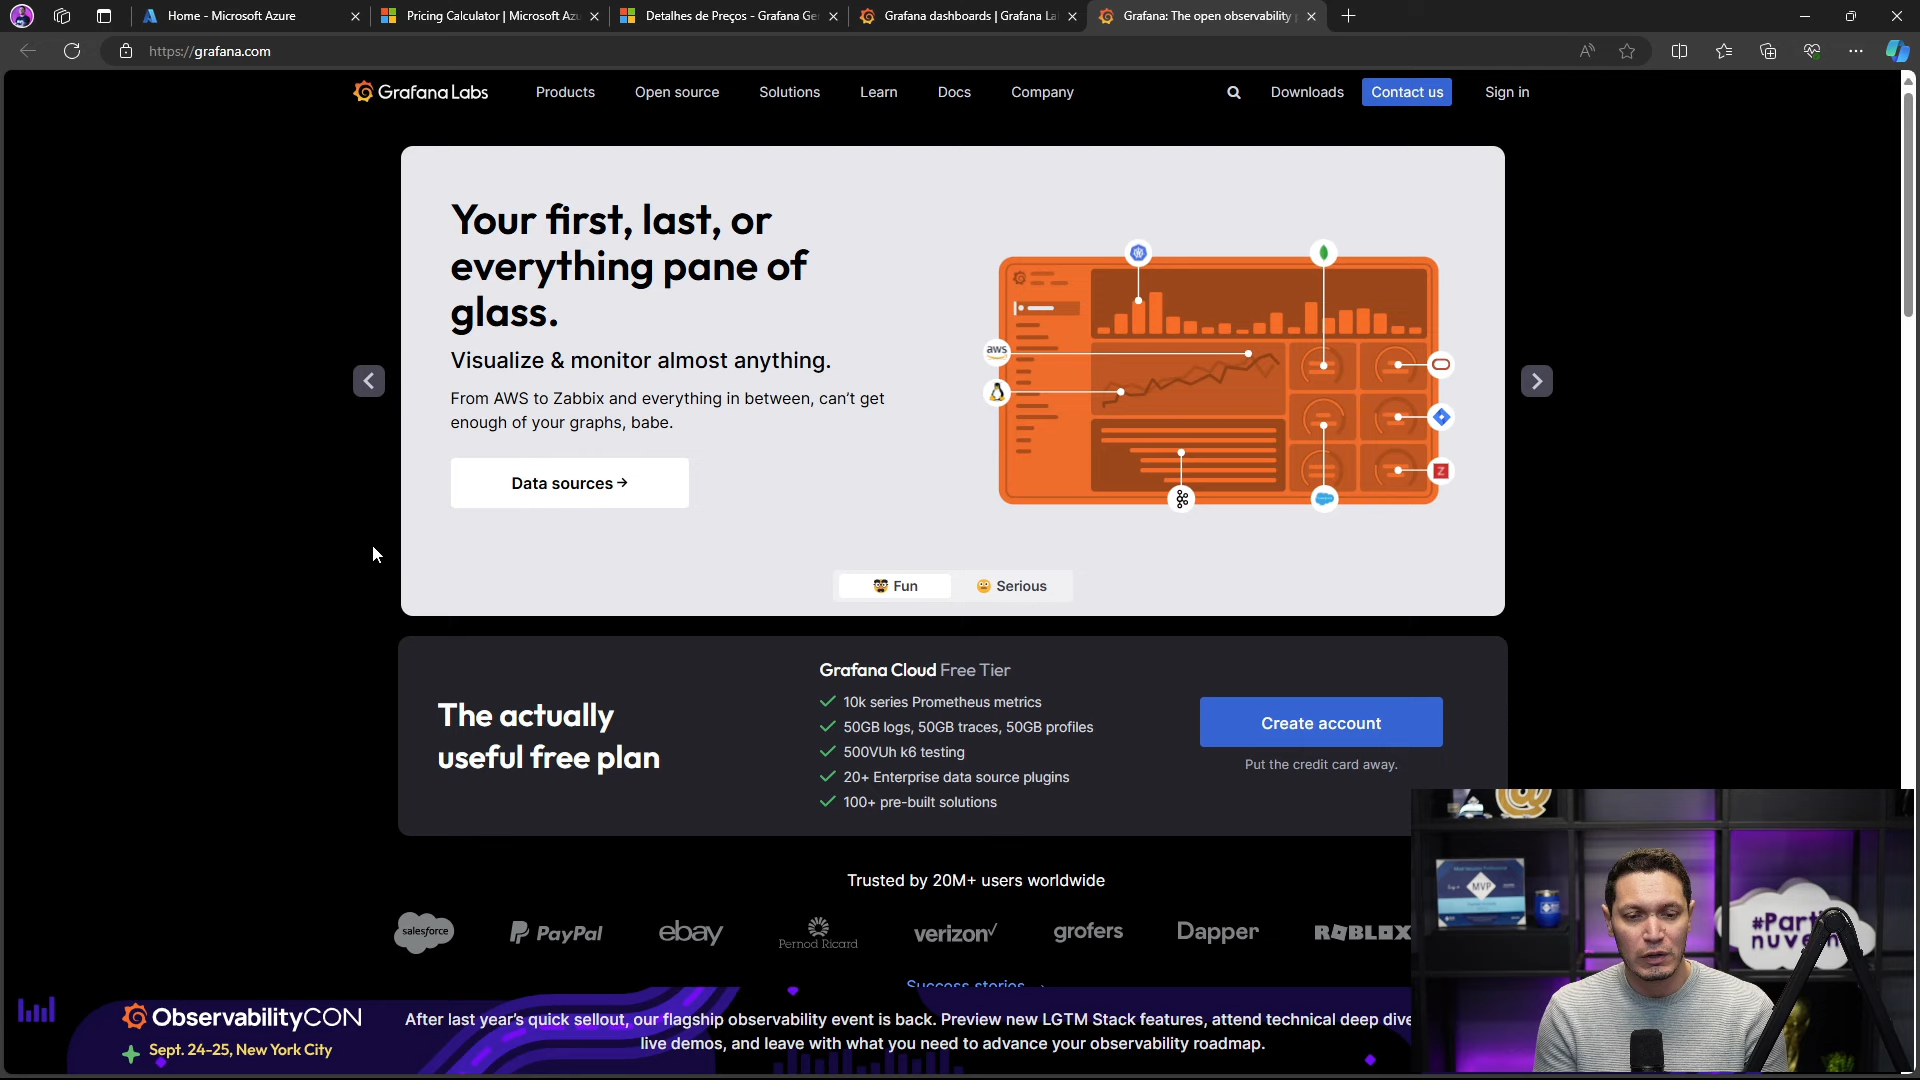 Home - Microsoft Azure
Pricing Calculator | Microsoft Azu
Detalhes de Preços - Grafana Ger
Grafana dashboards | Grafana La
Grafana: The open observability p
https://grafana.com
Grafana Labs
Products
Open source
Solutions
Learn
Docs
Company
Downloads
Contact us
Sign in
Your first, last, or
everything pane of
glass.
Visualize & monitor almost anything.
From AWS to Zabbix and everything in between, can't get
enough of your graphs, babe.
Data sources →
aws
Z
Fun
Serious
The actually
useful free plan
Grafana Cloud Free Tier
10k series Prometheus metrics
50GB logs, 50GB traces, 50GB profiles
500VUh k6 testing
20+ Enterprise data source plugins
100+ pre-built solutions
Create account
Put the credit card away.
Trusted by 20M+ users worldwide
salesforce
PayPal
ebay
Pernod Ricard
verizon✓
grofers
Dapper
ROBLOX
Success stories →
ObservabilityCON
Sept. 24-25, New York City
After last year's quick sellout, our flagship observability event is back. Preview new LGTM Stack features, attend technical deep dive
live demos, and leave with what you need to advance your observability roadmap.
MVP
#Parti
nuvem